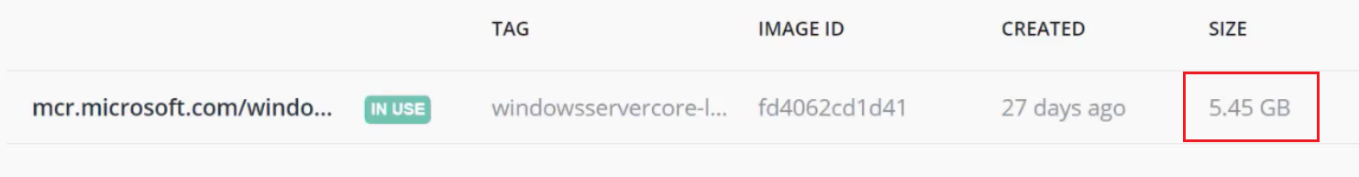 TAG IMAGE ID CREATED SIZE
mcr.microsoft.com/windo... IN USE windowsservercore-l... fd4062cd1d41 27 days ago 5.45 GB